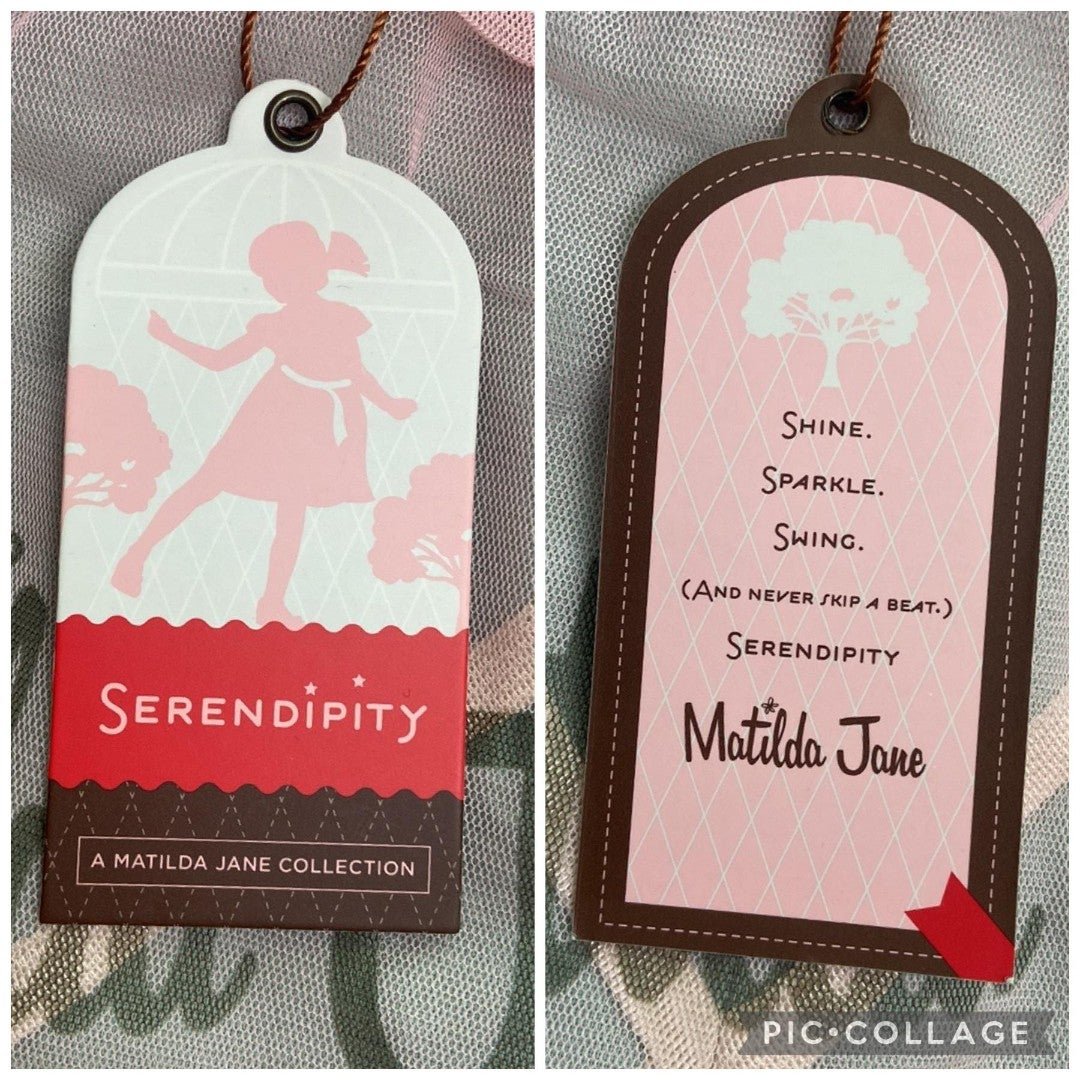 SERENDIPITY
A MATILDA JANE COLLECTION
SHINE.
SPARKLE.
SWING.
(AND NEVER SKIP A BEAT.)
SERENDIPITY
Matilda Jane
PIC•COLLAGE